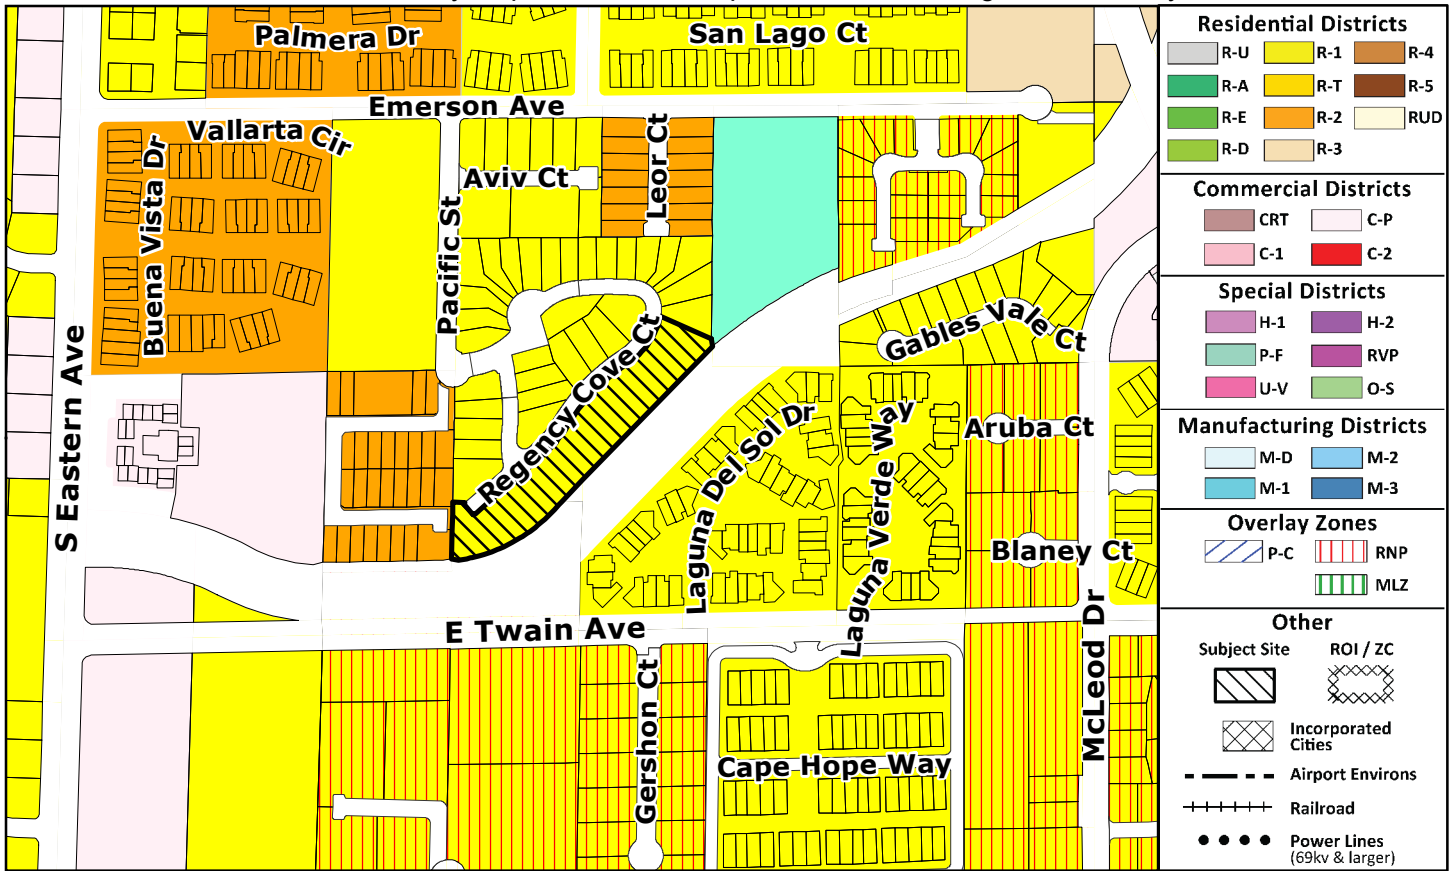 Palmera Dr
San Lago Ct
Emerson Ave
Vallarta Cir
Buena Vista Dr
Aviv Ct
Leor Ct
Pacific St
Gables Vale Ct
Regency Cove Ct
S Eastern Ave
Laguna Del Sol Dr
Laguna Verde Way
Aruba Ct
Blaney Ct
E Twain Ave
Gershon Ct
McLeod Dr
Cape Hope Way
Residential Districts
R-U R-1 R-4
R-A R-T R-5
R-E R-2 RUD
R-D R-3
Commercial Districts
CRT C-P
C-1 C-2
Special Districts
H-1 H-2
P-F RVP
U-V O-S
Manufacturing Districts
M-D M-2
M-1 M-3
Overlay Zones
P-C RNP
MLZ
Other
Subject Site ROI / ZC
Incorporated
Cities
Airport Environs
Railroad
Power Lines
(69kv & larger)